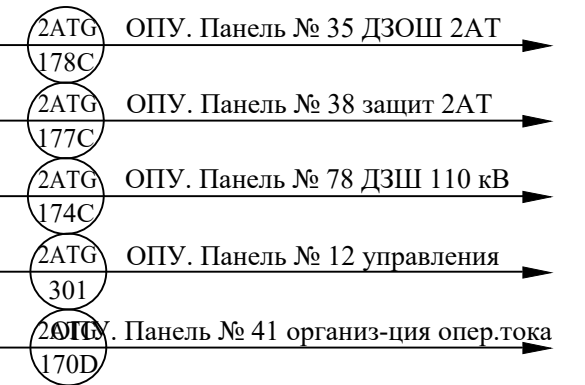 2ATG ОПУ. Панель № 35 ДЗОШ 2АТ
178C
2ATG ОПУ. Панель № 38 защит 2АТ
177C
2ATG ОПУ. Панель № 78 ДЗШ 110 кВ
174C
2ATG ОПУ. Панель № 12 управления
301
2ATG ОПУ. Панель № 41 организ-ция опер.тока
170D